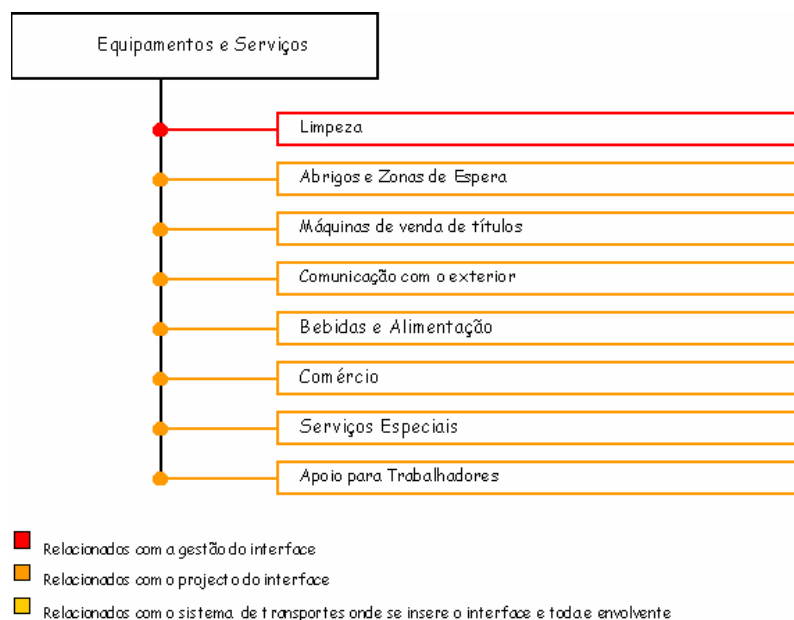 Equipamentos e Serviços
Limpeza
Abrigos e Zonas de Espera
Máquinas de venda de títulos
Comunicação com o exterior
Bebidas e Alimentação
Comércio
Serviços Especiais
Apoio para Trabalhadores
Relacionados com a gestão do interface
Relacionados com o projecto do interface
Relacionados com o sistema de transportes onde se insere o interface e toda e envolvente